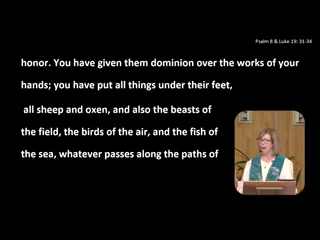 Psalm 8 & Luke 19: 31-34
honor. You have given them dominion over the works of your
hands; you have put all things under their feet,
all sheep and oxen, and also the beasts of
the field, the birds of the air, and the fish of
the sea, whatever passes along the paths of